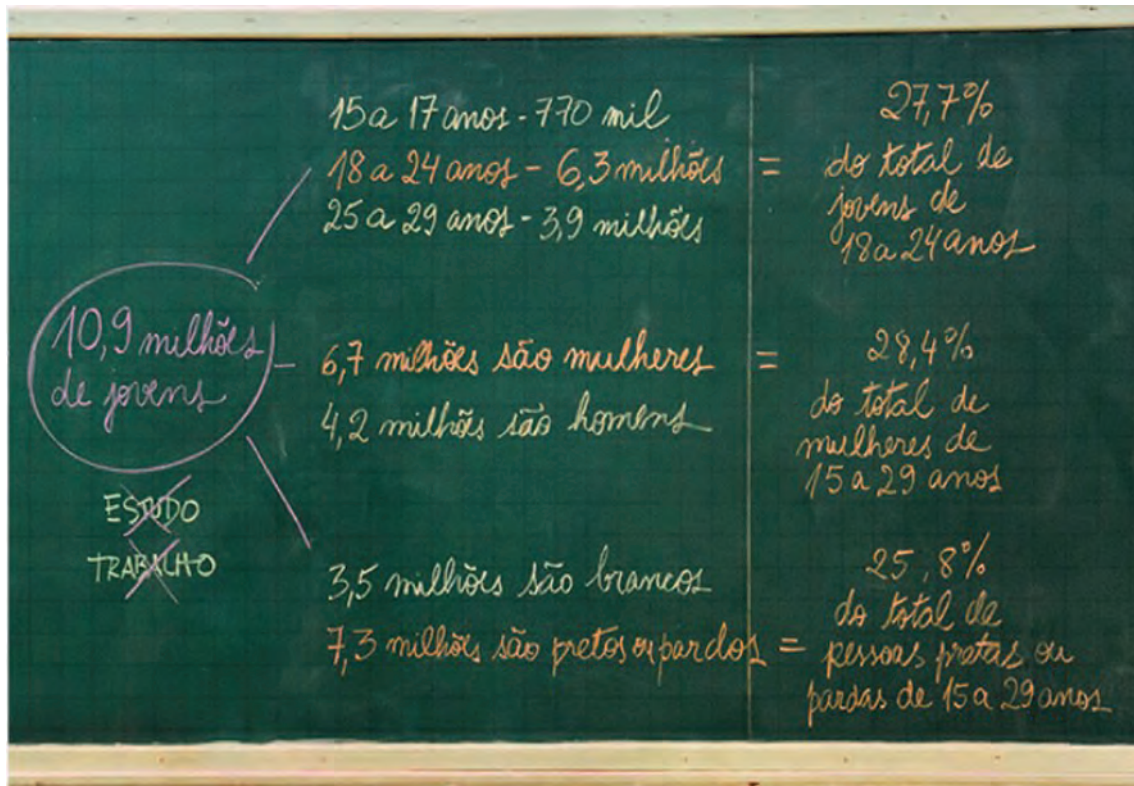 15 a 17 anos - 770 mil
18 a 24 anos - 6,3 milhões =
25 a 29 anos - 3,9 milhões
27,7%
do total de
jovens de
18 a 24 anos
10,9 milhões
de jovens
ESTUDO
TRABALHO
6,7 milhões são mulheres =
4,2 milhões são homens
28,4%
do total de
mulheres de
15 a 29 anos
3,5 milhões são brancos
7,3 milhões são pretos ou pardos =
25,8%
do total de
pessoas pretas ou
pardas de 15 a 29 anos